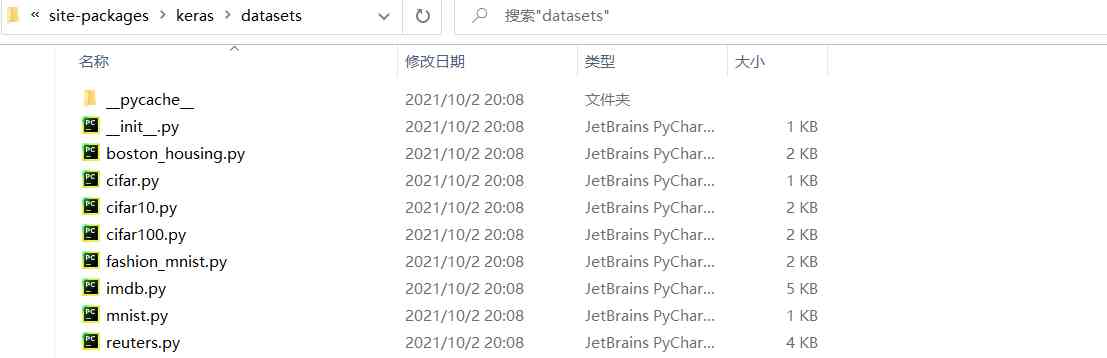 « site-packages › keras › datasets 搜索"datasets"
名称 修改日期 类型 大小
__pycache__ 2021/10/2 20:08 文件夹
__init__.py 2021/10/2 20:08 JetBrains PyChar... 1 KB
boston_housing.py 2021/10/2 20:08 JetBrains PyChar... 2 KB
cifar.py 2021/10/2 20:08 JetBrains PyChar... 1 KB
cifar10.py 2021/10/2 20:08 JetBrains PyChar... 2 KB
cifar100.py 2021/10/2 20:08 JetBrains PyChar... 2 KB
fashion_mnist.py 2021/10/2 20:08 JetBrains PyChar... 2 KB
imdb.py 2021/10/2 20:08 JetBrains PyChar... 5 KB
mnist.py 2021/10/2 20:08 JetBrains PyChar... 1 KB
reuters.py 2021/10/2 20:08 JetBrains PyChar... 4 KB